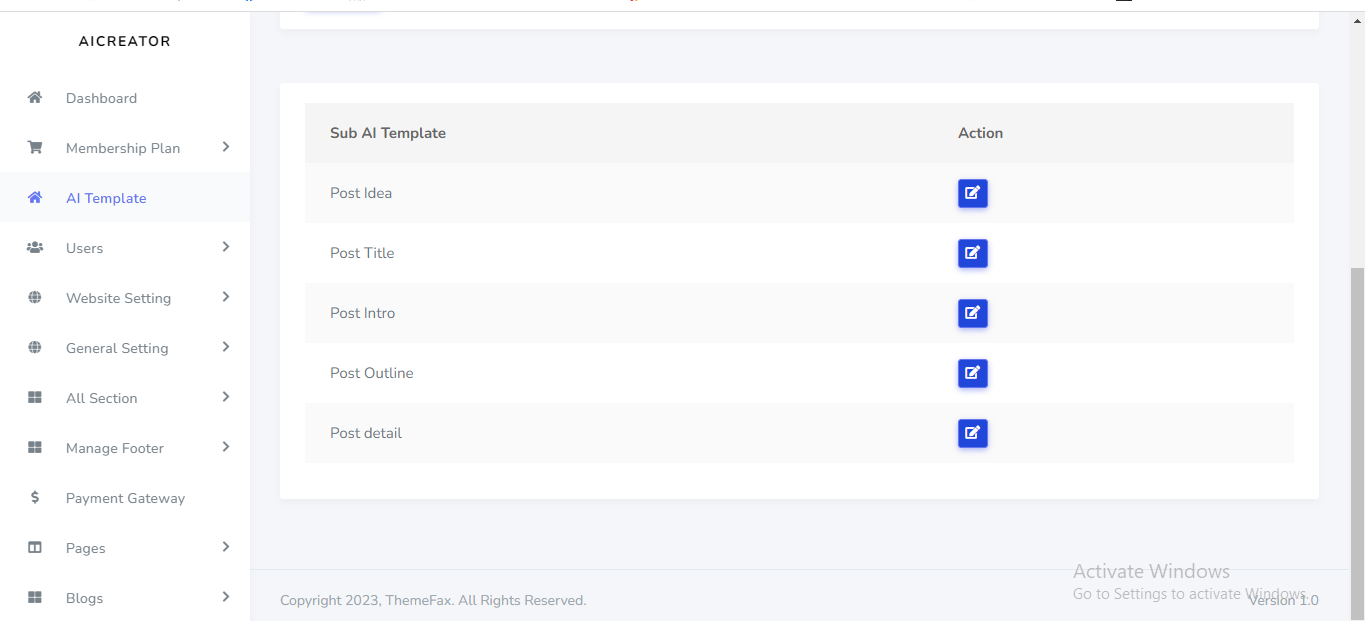 AICREATOR
Dashboard
Membership Plan
AI Template
Users
Website Setting
General Setting
All Section
Manage Footer
Payment Gateway
Pages
Blogs
Sub AI Template Action
Post Idea
Post Title
Post Intro
Post Outline
Post detail
Activate Windows
Go to Settings to activate Windows.
Copyright 2023, ThemeFax. All Rights Reserved. Version 1.0